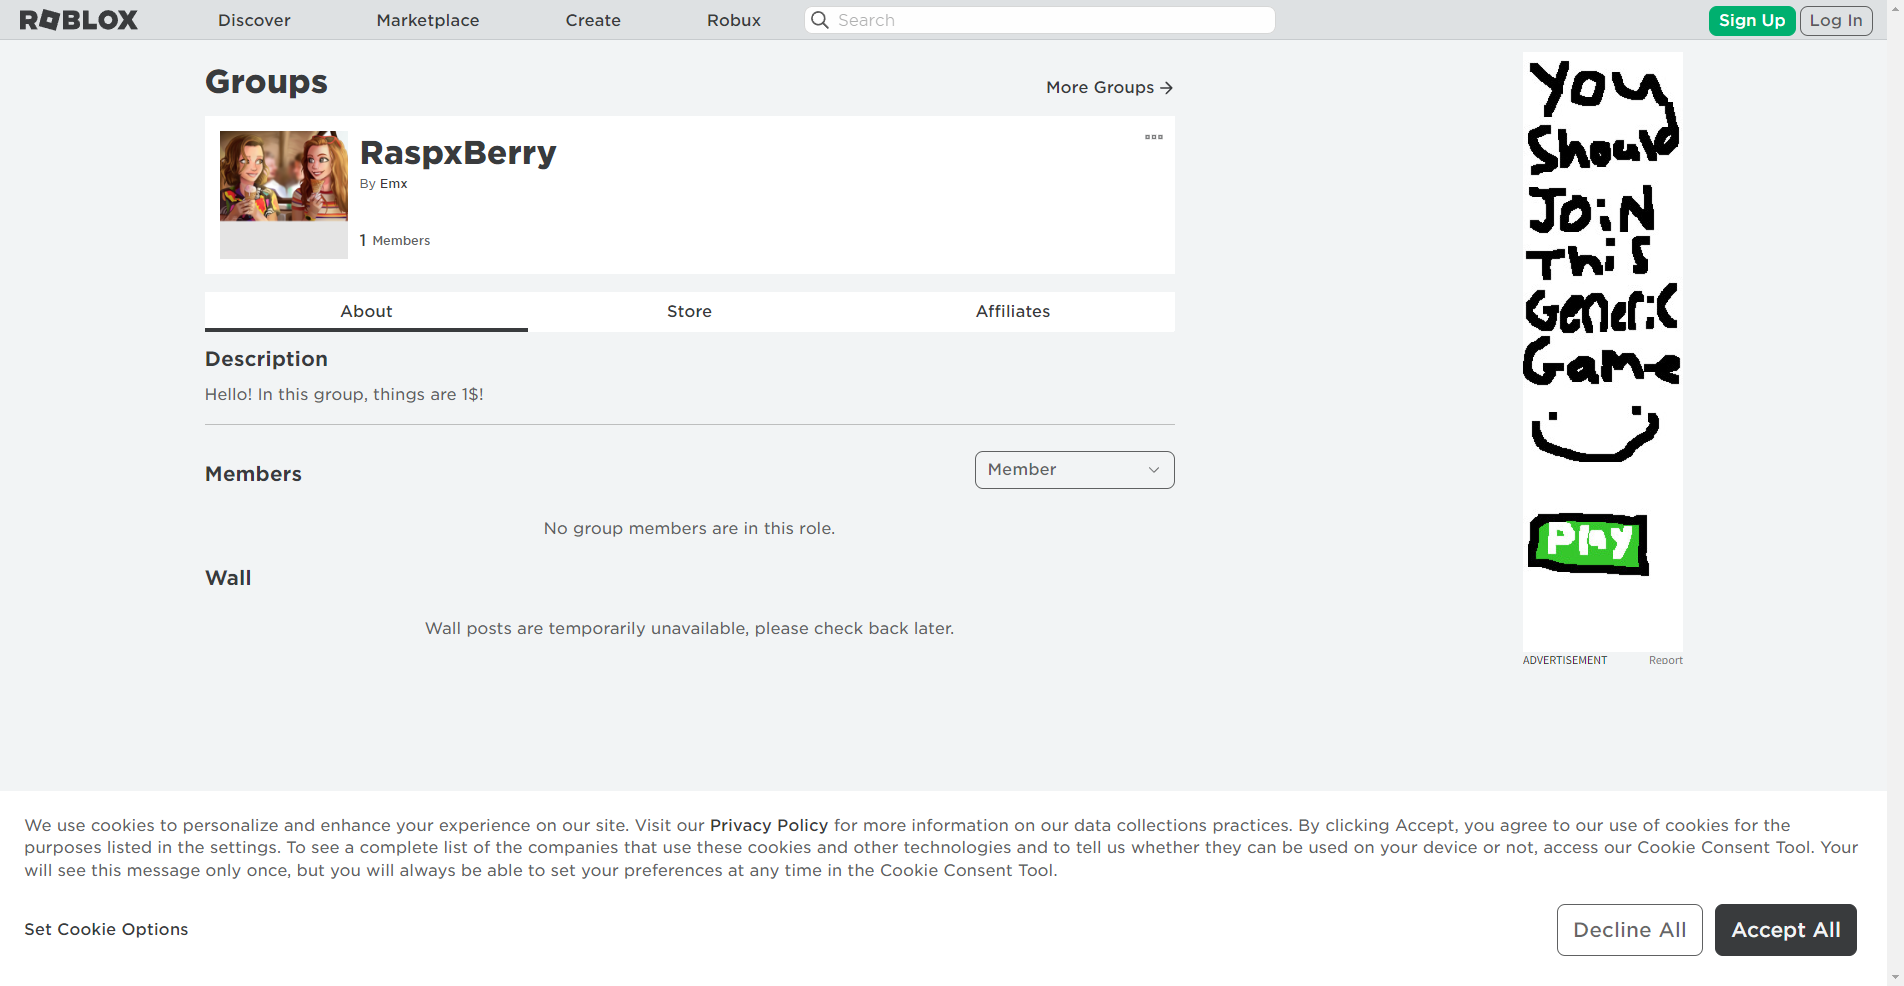 ROBLOX
Discover
Marketplace
Create
Robux
Search
Sign Up
Log In
Groups
More Groups
RaspxBerry
By Emx
1 Members
About
Store
Affiliates
Description
Hello! In this group, things are 1$!
Members
Member
No group members are in this role.
Wall
Wall posts are temporarily unavailable, please check back later.
You
Should
JOiN
This
Generic
Game
Play
ADVERTISEMENT
Report
We use cookies to personalize and enhance your experience on our site. Visit our Privacy Policy for more information on our data collections practices. By clicking Accept, you agree to our use of cookies for the
purposes listed in the settings. To see a complete list of the companies that use these cookies and other technologies and to tell us whether they can be used on your device or not, access our Cookie Consent Tool. Your
will see this message only once, but you will always be able to set your preferences at any time in the Cookie Consent Tool.
Set Cookie Options
Decline All
Accept All